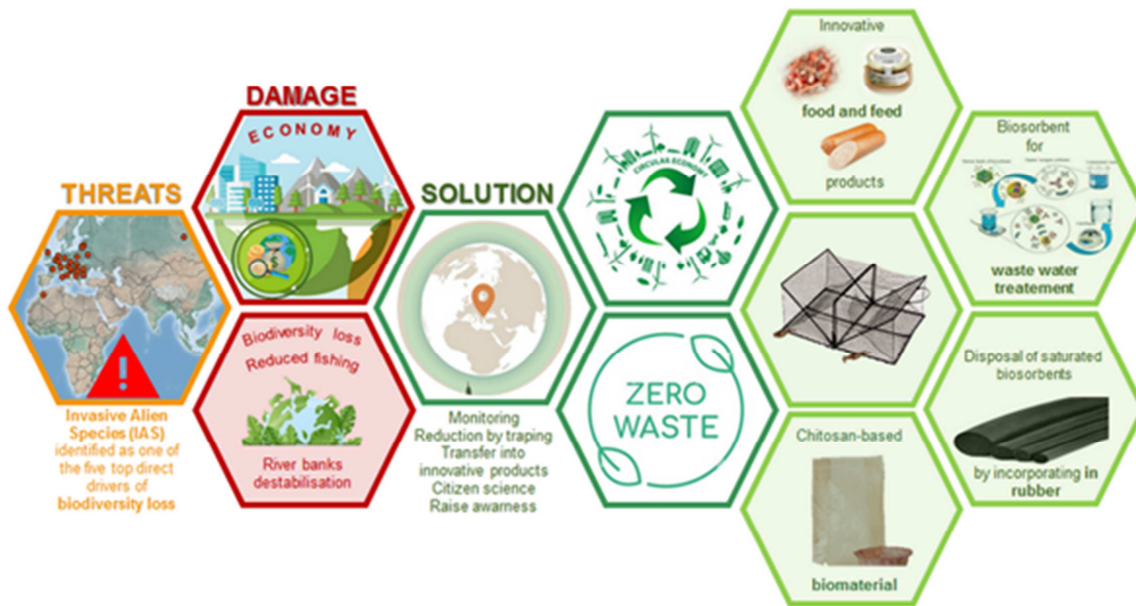 THREATS
Invasive Alien
Species (IAS)
identified as one of
the five top direct
drivers of
biodiversity loss
DAMAGE
ECONOMY
Biodiversity loss
Reduced fishing
River banks
destabilisation
SOLUTION
Monitoring
Reduction by traping
Transfer into
innovative products
Citizen science
Raise awarness
CIRCULAR ECONOMY
ZERO
WASTE
Innovative
food and feed
products
Chitosan-based
biomaterial
Biosorbent
for
waste water
treatement
Disposal of saturated
biosorbents
by incorporating in
rubber